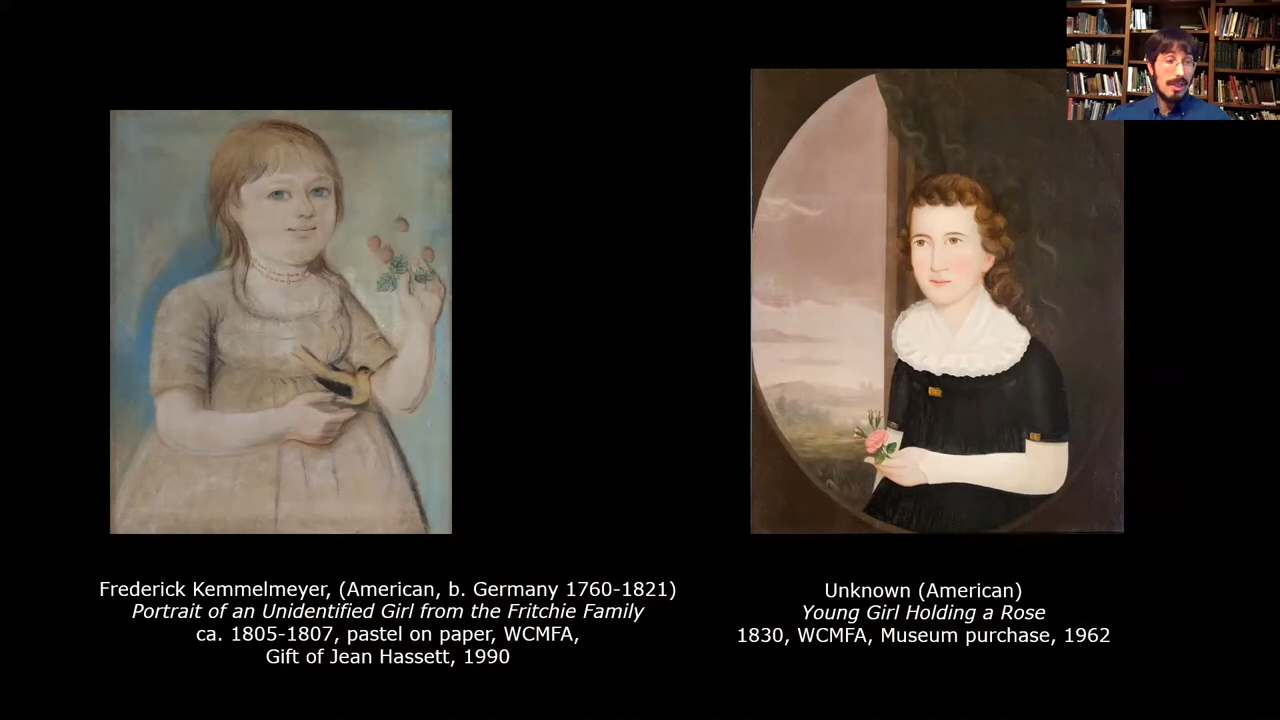 Frederick Kemmelmeyer, (American, b. Germany 1760-1821)
Portrait of an Unidentified Girl from the Fritchie Family
ca. 1805-1807, pastel on paper, WCMFA,
Gift of Jean Hassett, 1990
Unknown (American)
Young Girl Holding a Rose
1830, WCMFA, Museum purchase, 1962